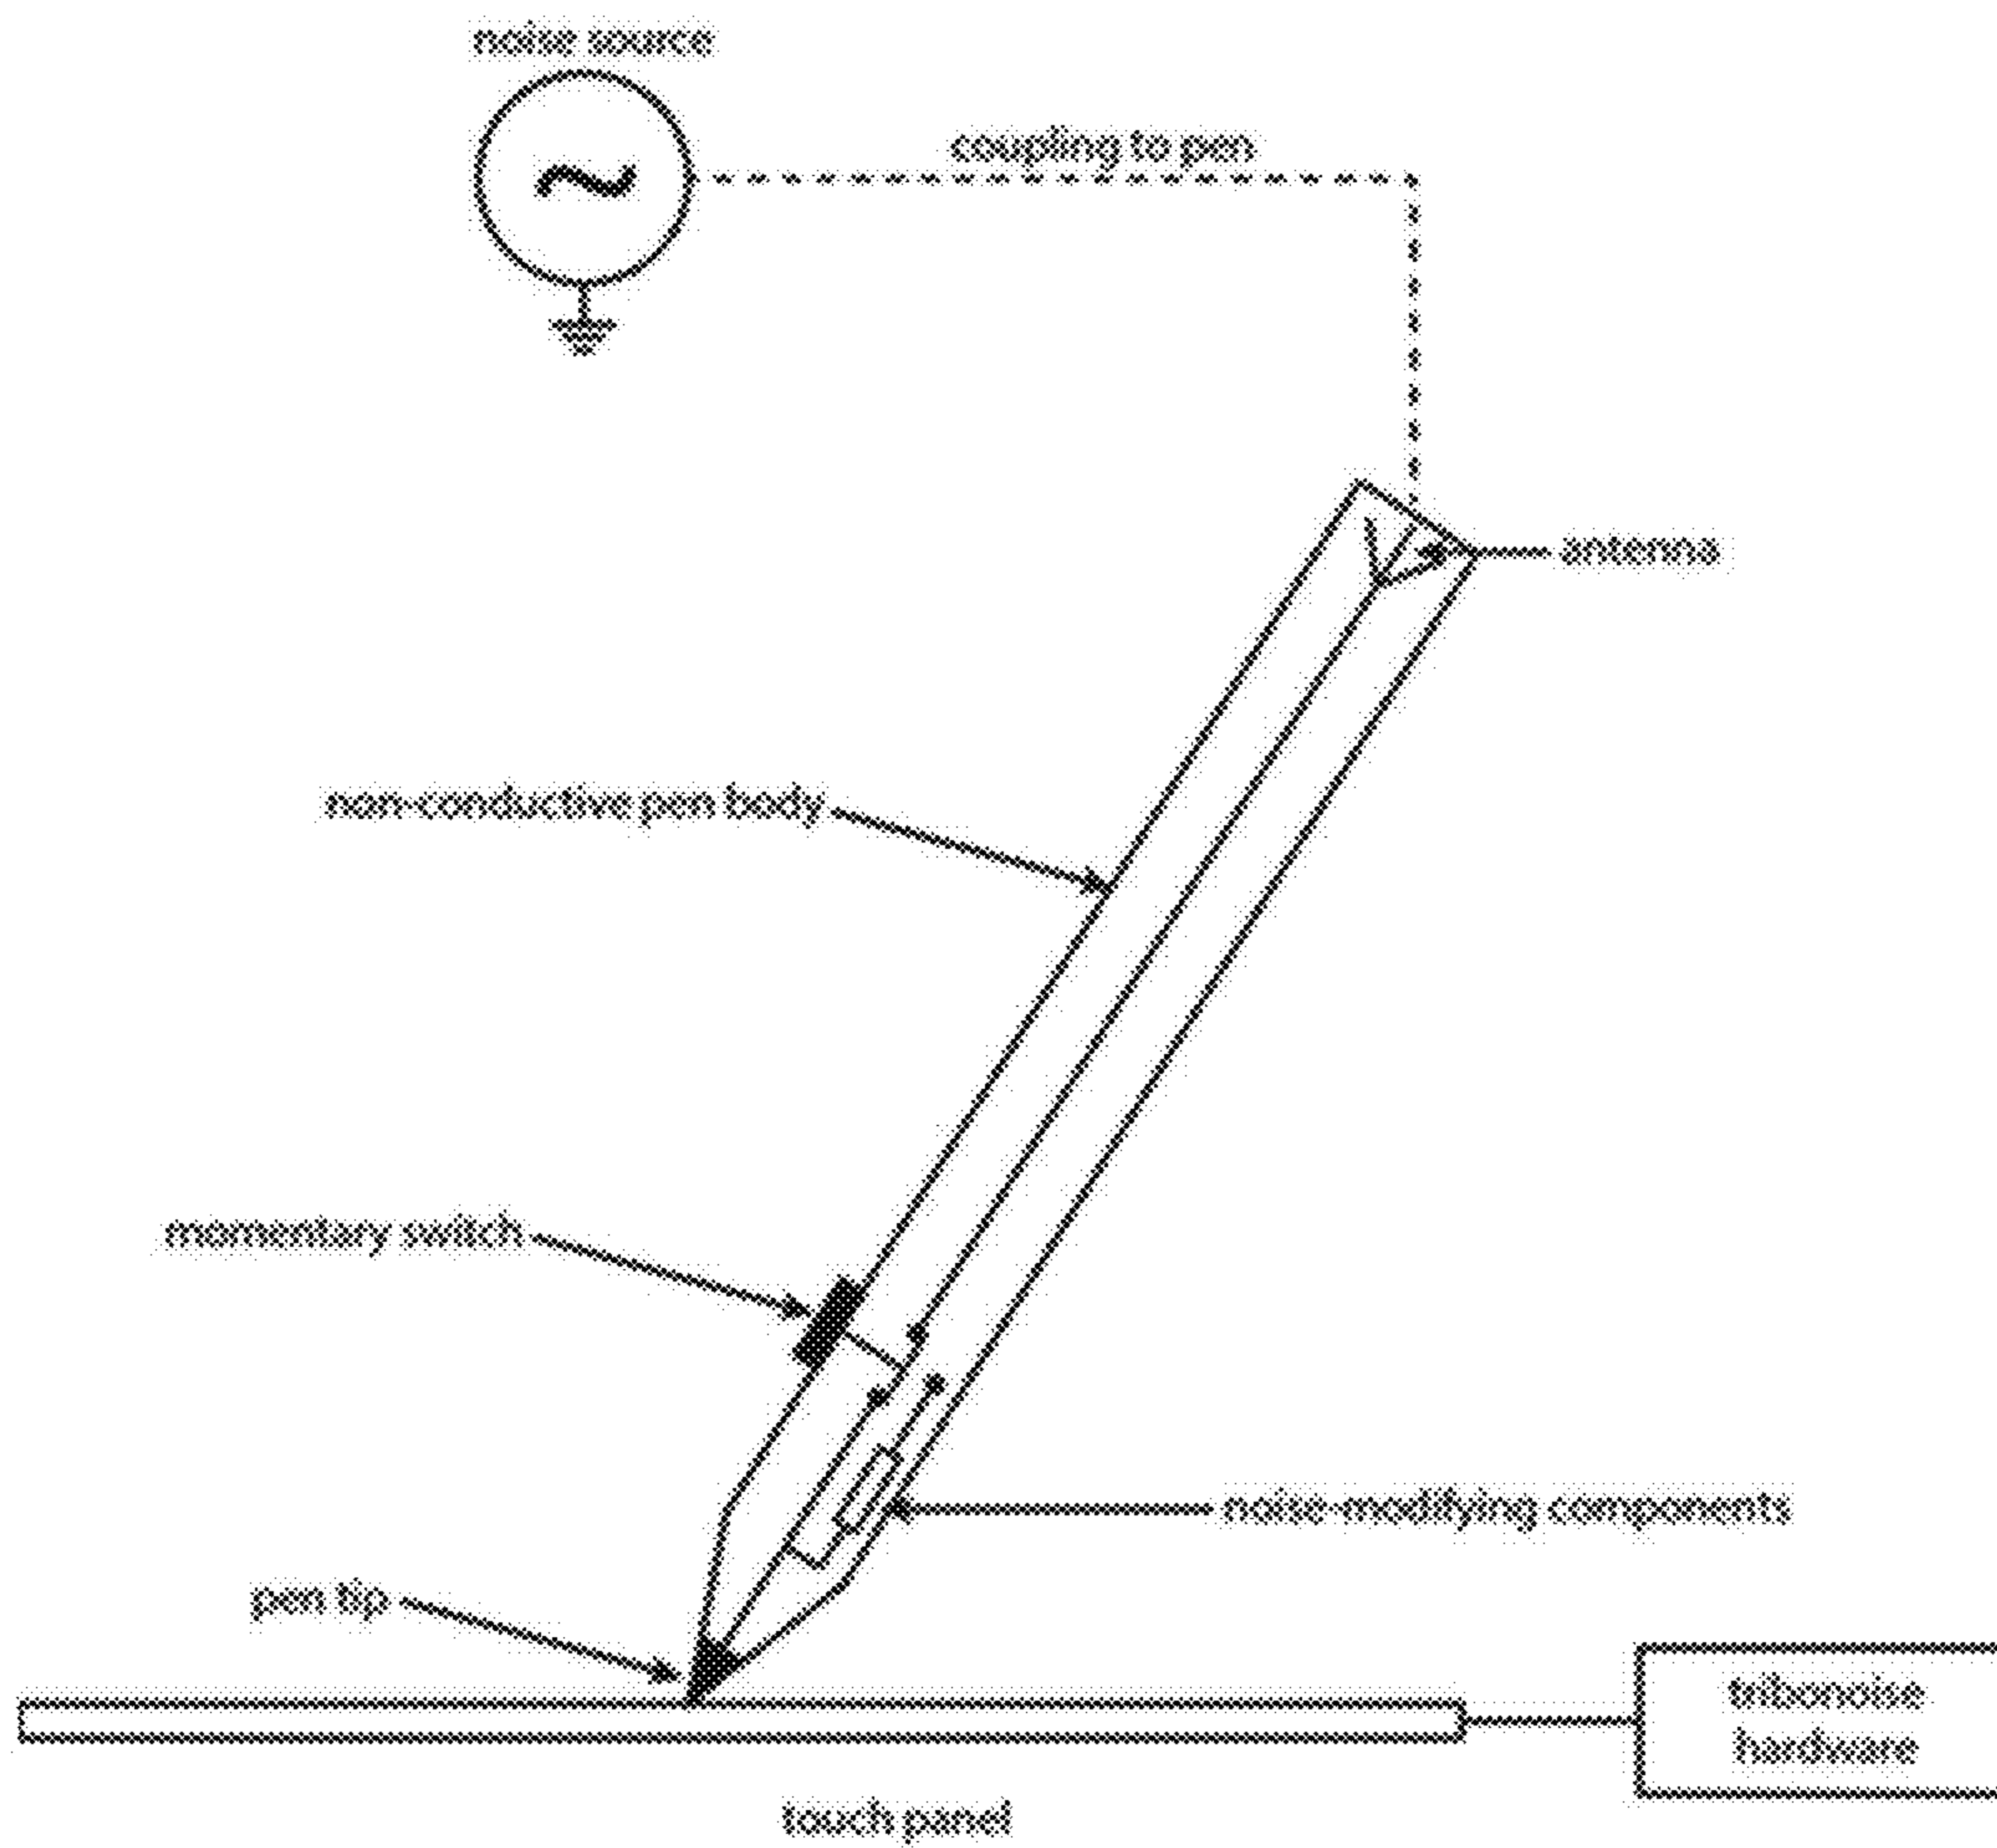 noise source
coupling to pen
antenna
non-conductive pen body
momentary switch
noise-modifying components
pen tip
tribonoise
hardware
touch panel